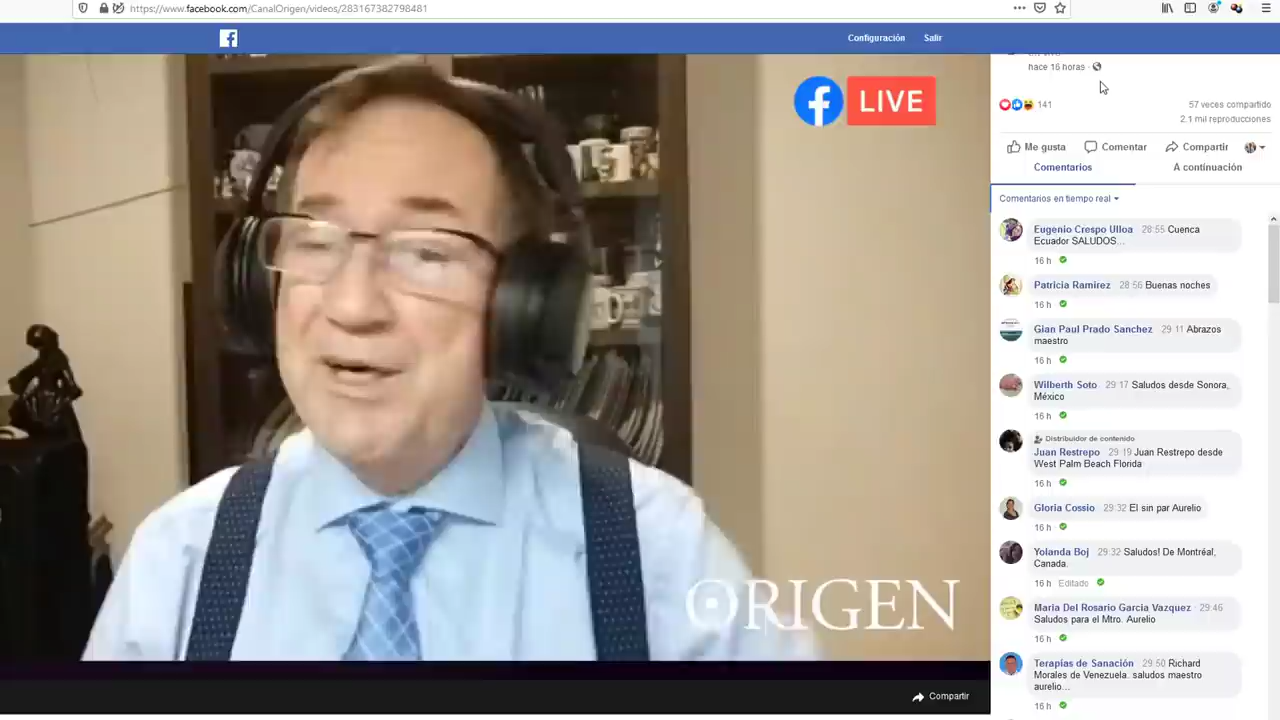 https://www.facebook.com/CanalOrigen/videos/283167382798481
Configuración Salir
LIVE
ORIGEN
Compartir
hace 16 horas ·
141
57 veces compartido
2.1 mil reproducciones
Me gusta Comentar Compartir
Comentarios A continuación
Comentarios en tiempo real
Eugenio Crespo Ulloa 28:55 Cuenca
Ecuador SALUDOS...
16 h
Patricia Ramirez 28:56 Buenas noches
16 h
Gian Paul Prado Sanchez 29:11 Abrazos
maestro
16 h
Wilberth Soto 29:17 Saludos desde Sonora,
México
16 h
Distribuidor de contenido
Juan Restrepo 29:19 Juan Restrepo desde
West Palm Beach Florida
16 h
Gloria Cossio 29:32 El sin par Aurelio
16 h
Yolanda Boj 29:32 Saludos! De Montréal,
Canada.
16 h Editado
Maria Del Rosario Garcia Vazquez · 29:46
Saludos para el Mtro. Aurelio
16 h
Terapias de Sanación 29:50 Richard
Morales de Venezuela. saludos maestro
aurelio...
16 h